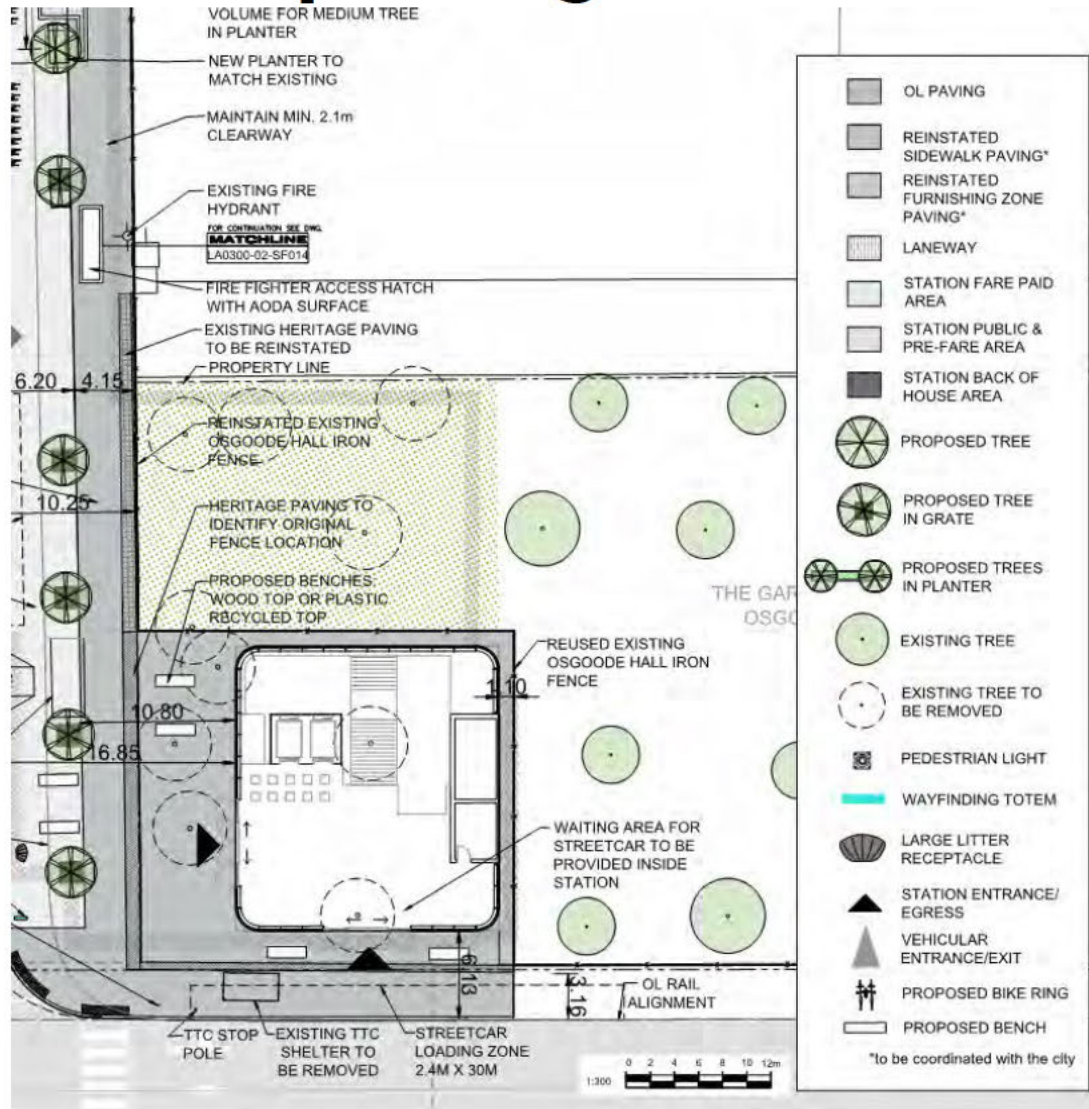 VOLUME FOR MEDIUM TREE
IN PLANTER
NEW PLANTER TO
MATCH EXISTING
MAINTAIN MIN. 2.1m
CLEARWAY
EXISTING FIRE
HYDRANT
FOR CONTINUATION SEE DWG.
MATCHLINE
LA0300-02-SF014
FIRE FIGHTER ACCESS HATCH
WITH AODA SURFACE
EXISTING HERITAGE PAVING
TO BE REINSTATED
PROPERTY LINE
6.20
4.15
REINSTATED EXISTING
OSGOODE HALL IRON
FENCE
10.25
HERITAGE PAVING TO
IDENTIFY ORIGINAL
FENCE LOCATION
PROPOSED BENCHES:
WOOD TOP OR PLASTIC
RECYCLED TOP
THE GAR
OSGO
REUSED EXISTING
OSGOODE HALL IRON
FENCE
1.10
10.80
16.85
WAITING AREA FOR
STREETCAR TO BE
PROVIDED INSIDE
STATION
6.13
3.16
OL RAIL
ALIGNMENT
TTC STOP
POLE
EXISTING TTC
SHELTER TO
BE REMOVED
STREETCAR
LOADING ZONE
2.4M X 30M
1:300
0 2 4 6 8 10 12m
OL PAVING
REINSTATED
SIDEWALK PAVING*
REINSTATED
FURNISHING ZONE
PAVING*
LANEWAY
STATION FARE PAID
AREA
STATION PUBLIC &
PRE-FARE AREA
STATION BACK OF
HOUSE AREA
PROPOSED TREE
PROPOSED TREE
IN GRATE
PROPOSED TREES
IN PLANTER
EXISTING TREE
EXISTING TREE TO
BE REMOVED
PEDESTRIAN LIGHT
WAYFINDING TOTEM
LARGE LITTER
RECEPTACLE
STATION ENTRANCE/
EGRESS
VEHICULAR
ENTRANCE/EXIT
PROPOSED BIKE RING
PROPOSED BENCH
*to be coordinated with the city